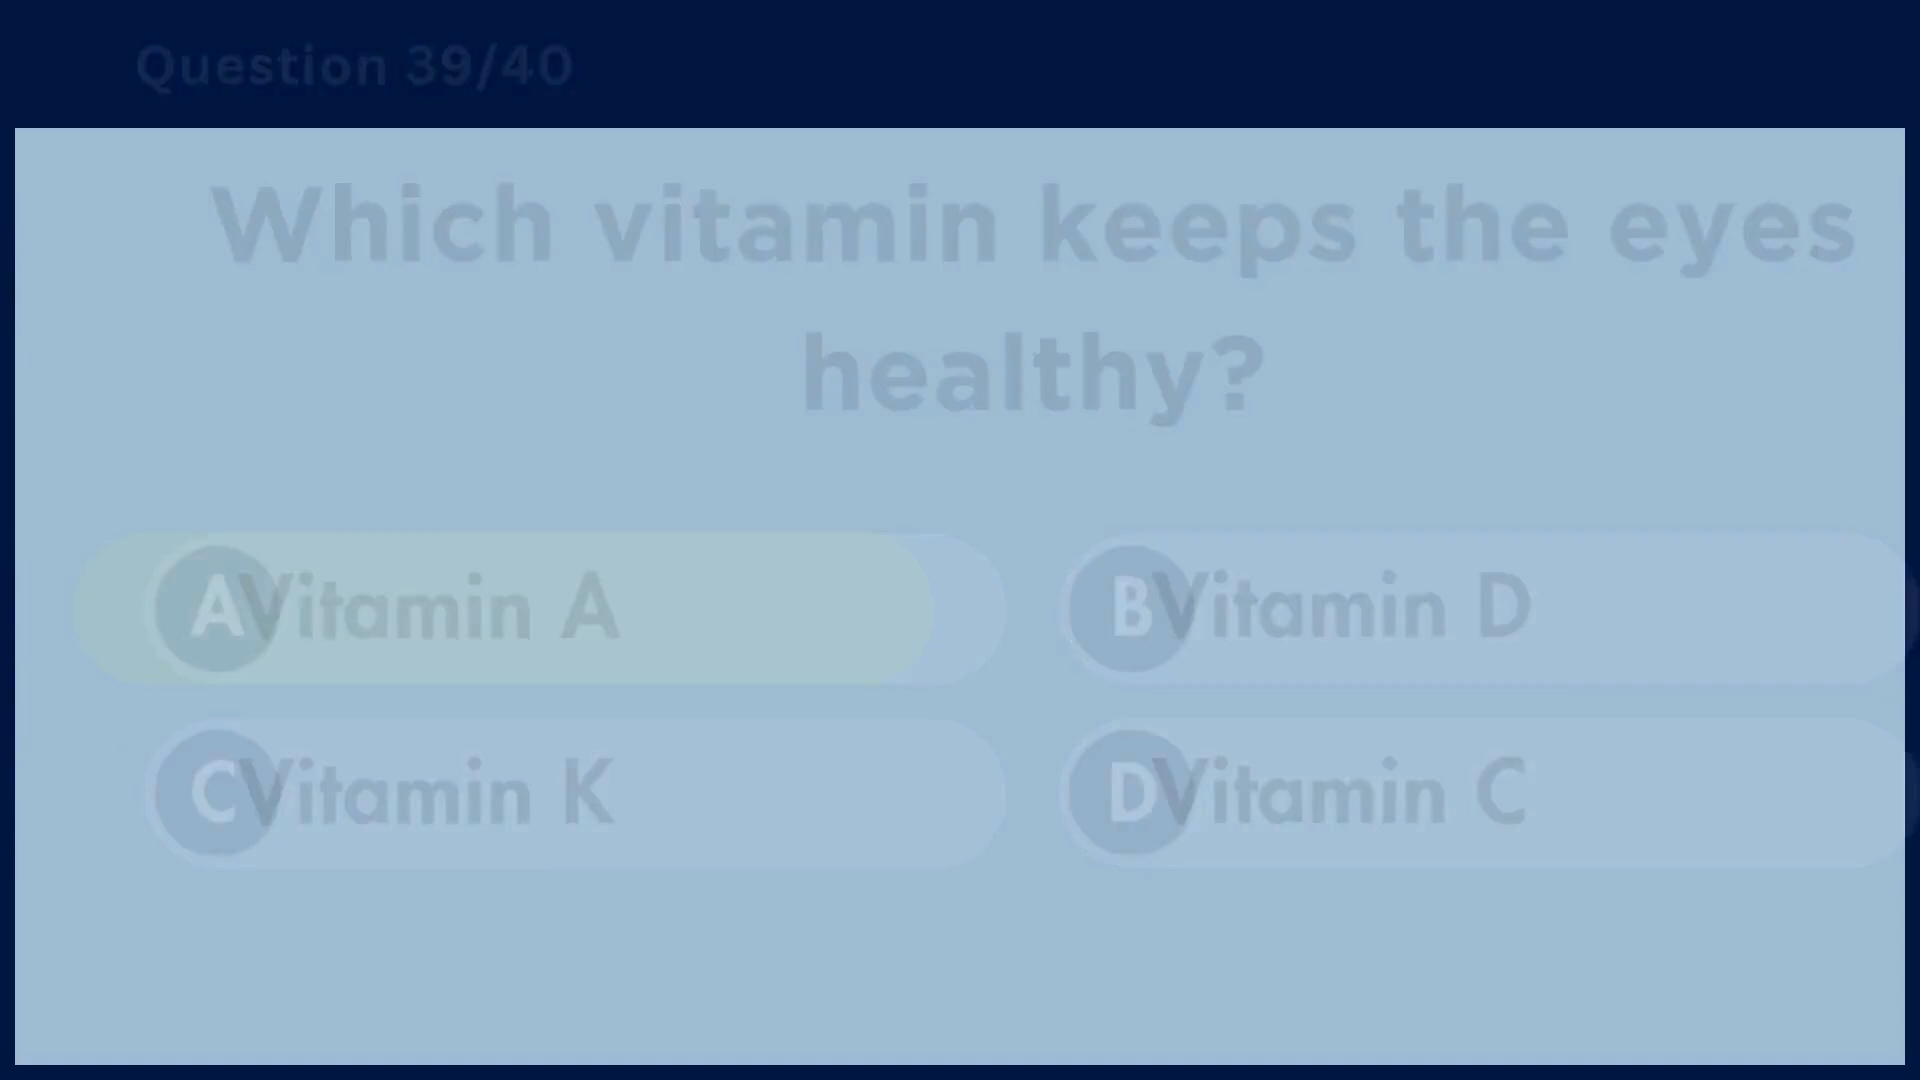 Question 39/40
Which vitamin keeps the eyes
healthy?
A Vitamin A
B Vitamin D
C Vitamin K
D Vitamin C